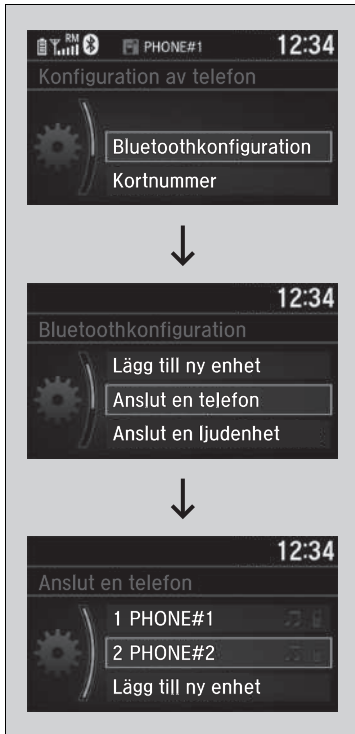 RM PHONE#1 12:34
Konfiguration av telefon
Bluetoothkonfiguration
Kortnummer
12:34
Bluetoothkonfiguration
Lägg till ny enhet
Anslut en telefon
Anslut en ljudenhet
12:34
Anslut en telefon
1 PHONE#1
2 PHONE#2
Lägg till ny enhet